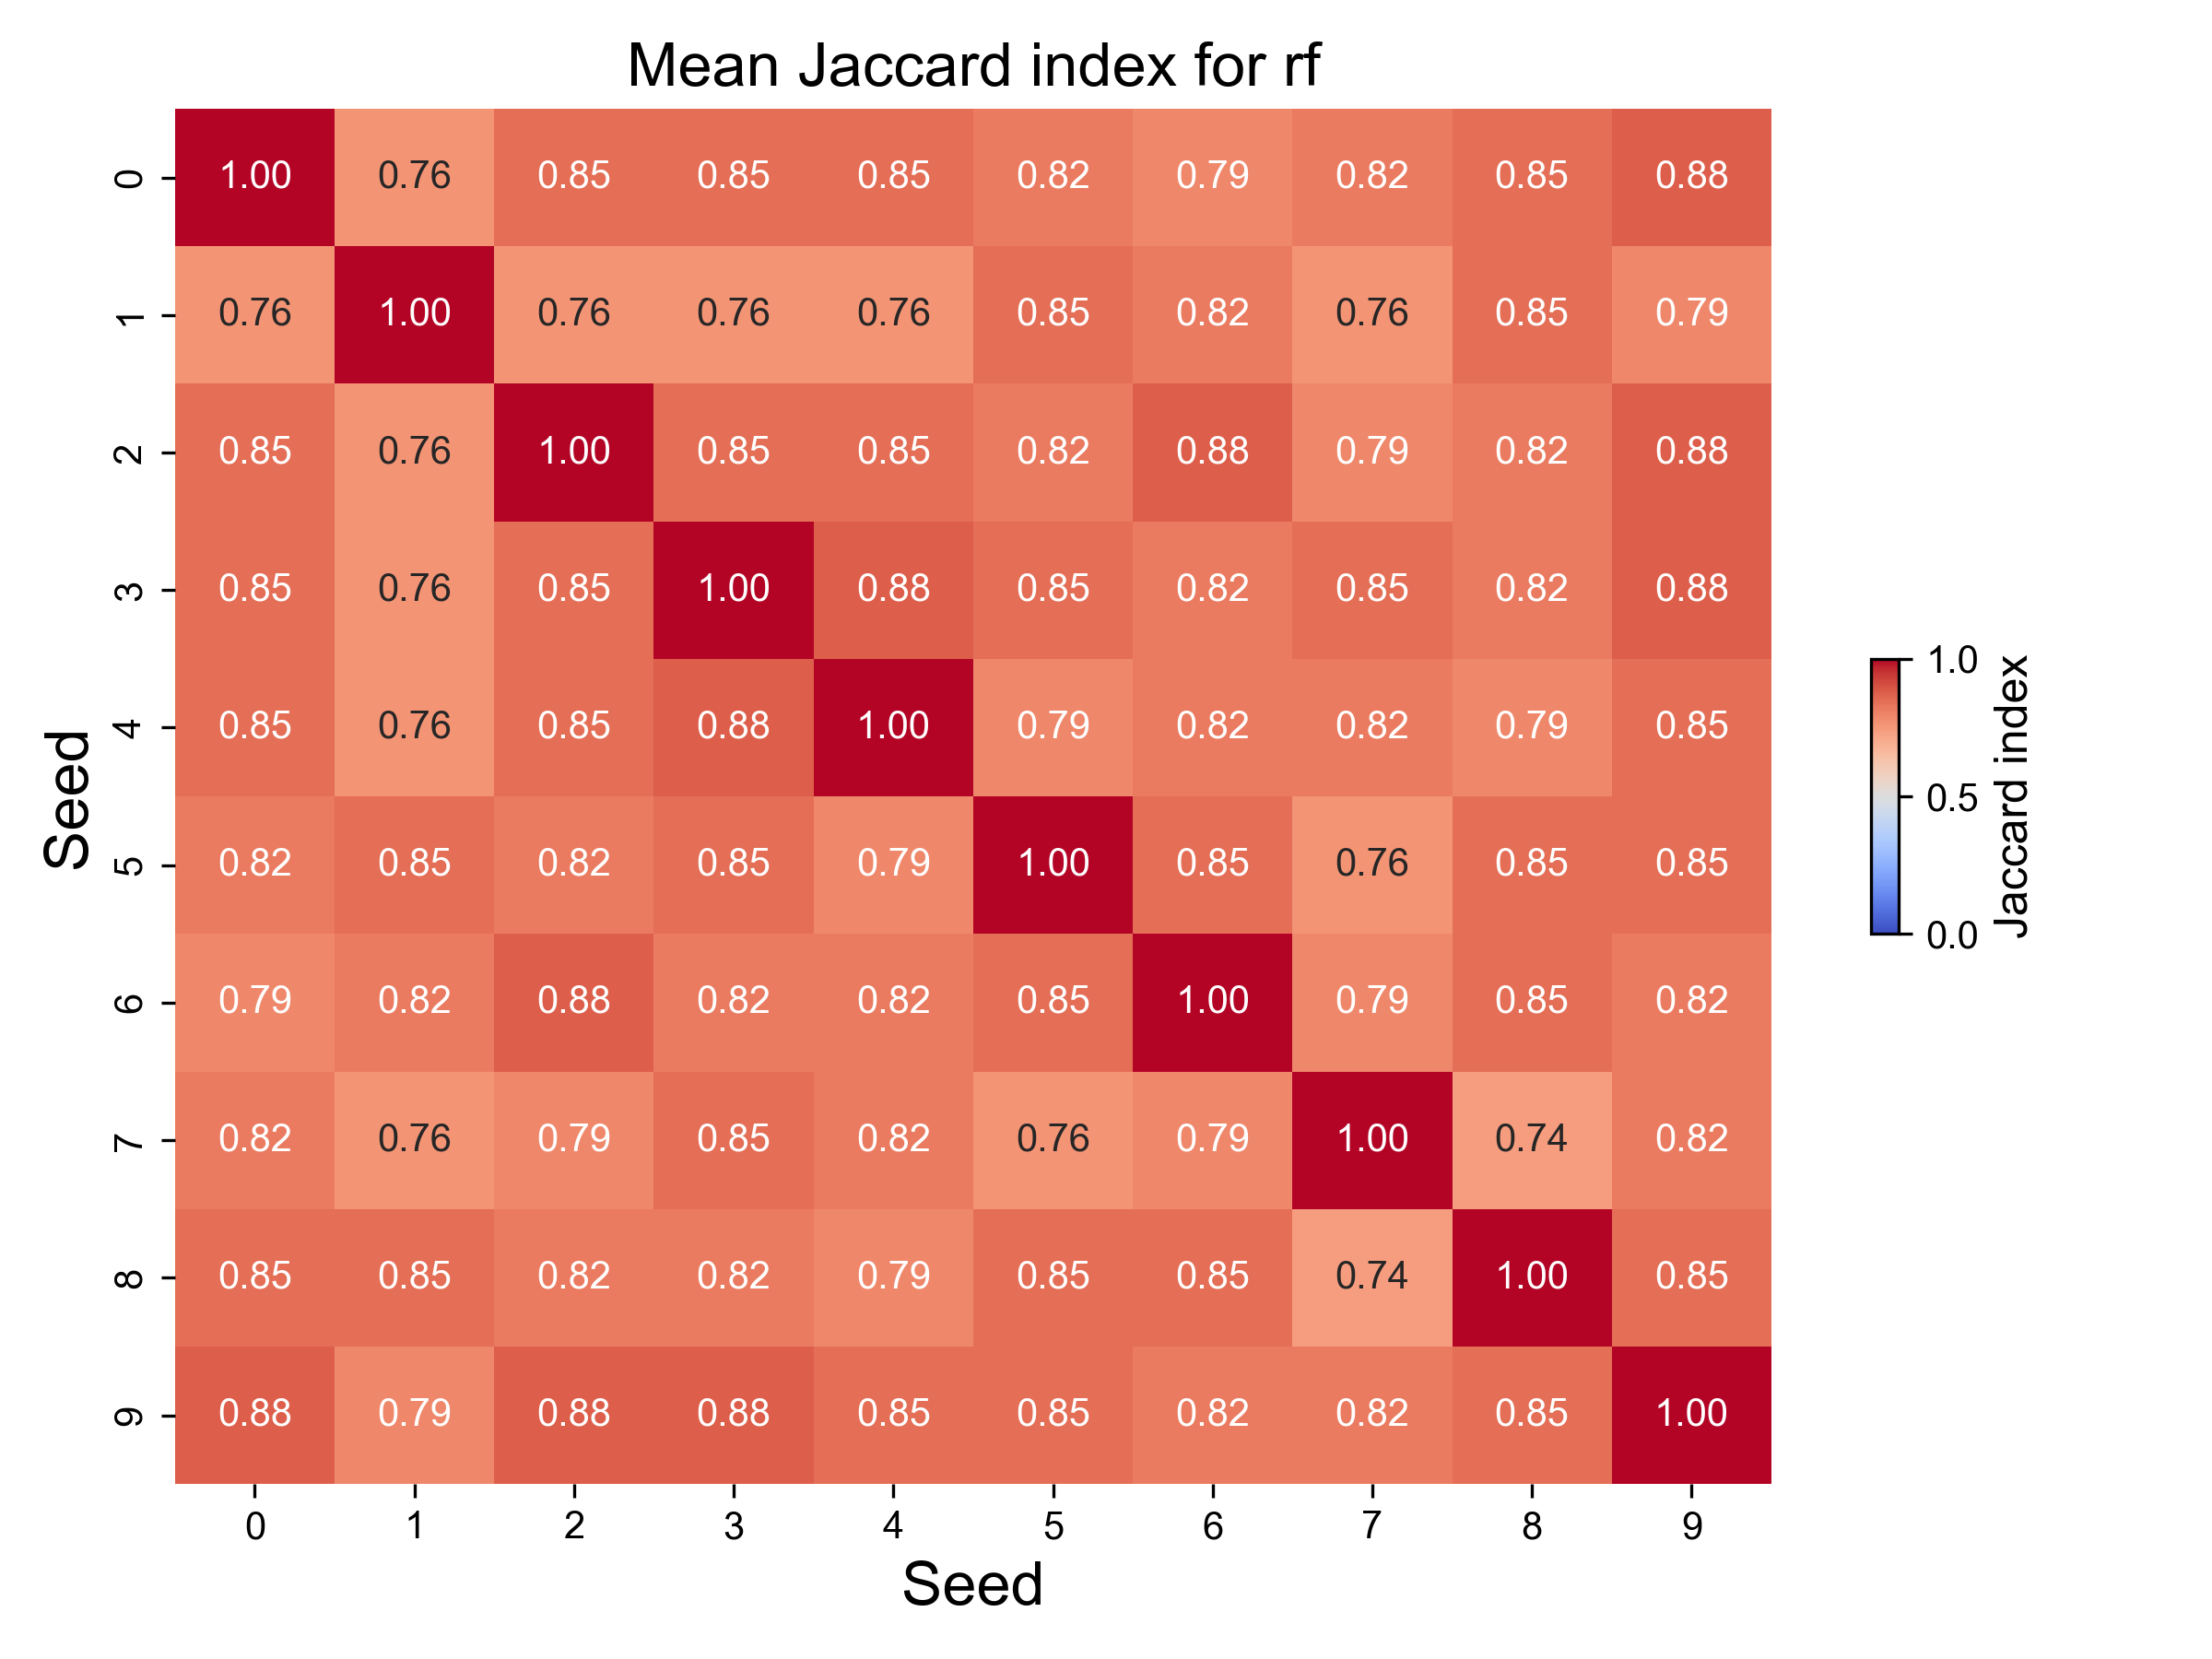 Mean Jaccard index for rf
0 1.00 0.76 0.85 0.85 0.85 0.82 0.79 0.82 0.85 0.88
1 0.76 1.00 0.76 0.76 0.76 0.85 0.82 0.76 0.85 0.79
2 0.85 0.76 1.00 0.85 0.85 0.82 0.88 0.79 0.82 0.88
3 0.85 0.76 0.85 1.00 0.88 0.85 0.82 0.85 0.82 0.88
4 0.85 0.76 0.85 0.88 1.00 0.79 0.82 0.82 0.79 0.85
5 0.82 0.85 0.82 0.85 0.79 1.00 0.85 0.76 0.85 0.85
6 0.79 0.82 0.88 0.82 0.82 0.85 1.00 0.79 0.85 0.82
7 0.82 0.76 0.79 0.85 0.82 0.76 0.79 1.00 0.74 0.82
8 0.85 0.85 0.82 0.82 0.79 0.85 0.85 0.74 1.00 0.85
9 0.88 0.79 0.88 0.88 0.85 0.85 0.82 0.82 0.85 1.00
0 1 2 3 4 5 6 7 8 9
Seed
Seed
1.0
0.5
0.0
Jaccard index